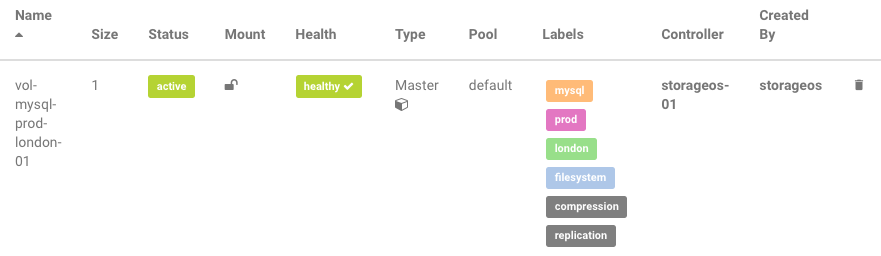 Name Size Status Mount Health Type Pool Labels Controller Created
By
vol- 1 active healthy Master default mysql storageos- storageos
mysql- 01
prod- prod
london- london
01 filesystem
compression
replication